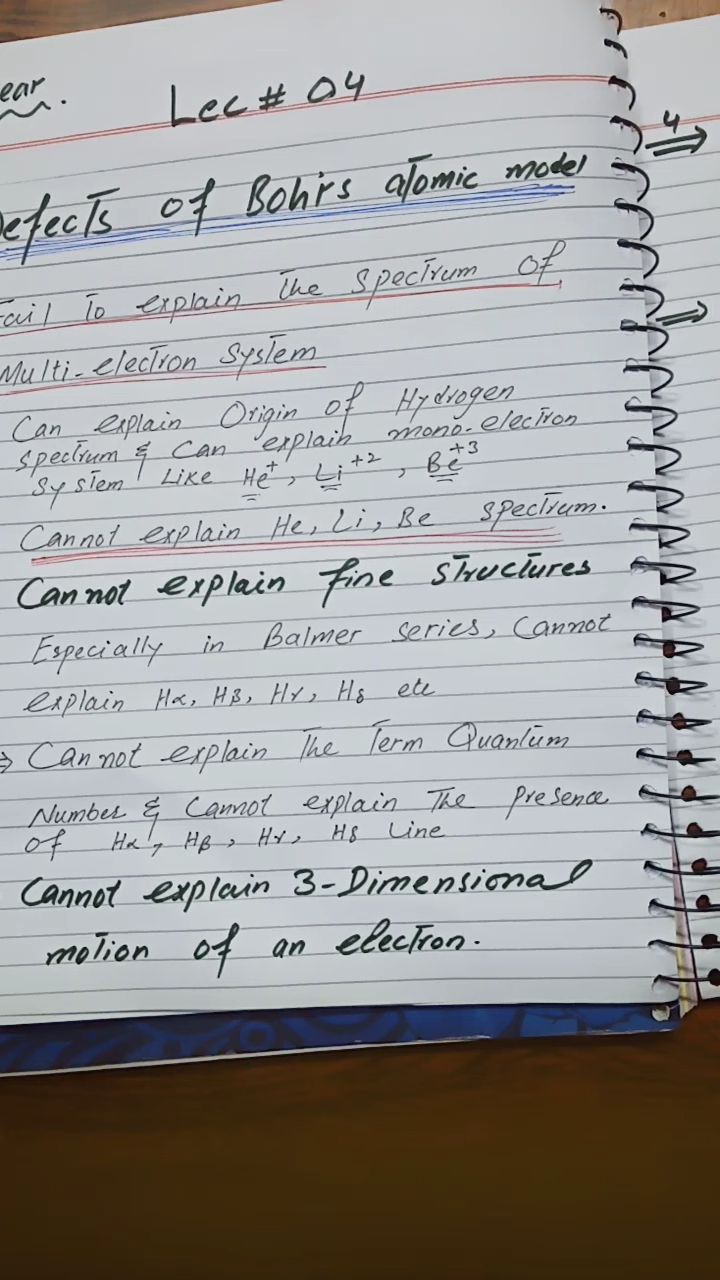 ear.
Lec # 04
4
efects of Bohr's atomic model
ail To explain the spectrum of
Multi-electron System
Can explain Origin of Hydrogen
spectrum & Can explain mono-electron
System Like He⁺, Li⁺², Be⁺³
Cannot explain He, Li, Be spectrum.
Cannot explain fine structures
Especially in Balmer series, Cannot
explain Hα, Hβ, Hγ, Hδ etc
⇒ Cannot explain The Term Quantum
Number & Cannot explain The presence
of Hα, Hβ, Hγ, Hδ Line
Cannot explain 3-Dimensional
motion of an electron.